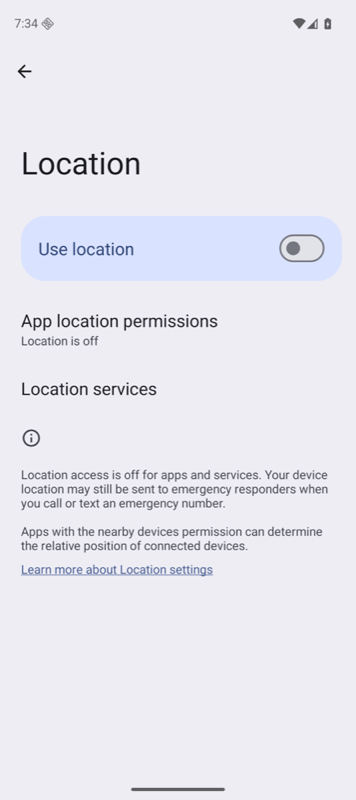 7:34
Location
Use location
App location permissions
Location is off
Location services
Location access is off for apps and services. Your device
location may still be sent to emergency responders when
you call or text an emergency number.
Apps with the nearby devices permission can determine
the relative position of connected devices.
Learn more about Location settings